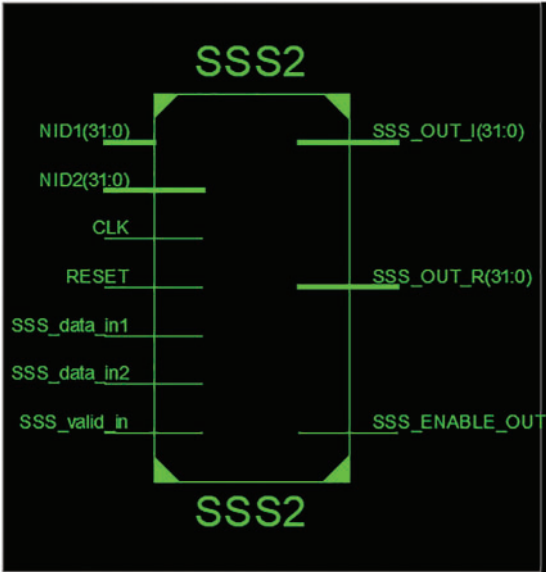 SSS2
NID1(31:0)
SSS_OUT_I(31:0)
NID2(31:0)
CLK
RESET
SSS_OUT_R(31:0)
SSS_data_in1
SSS_data_in2
SSS_valid_in
SSS_ENABLE_OUT
SSS2